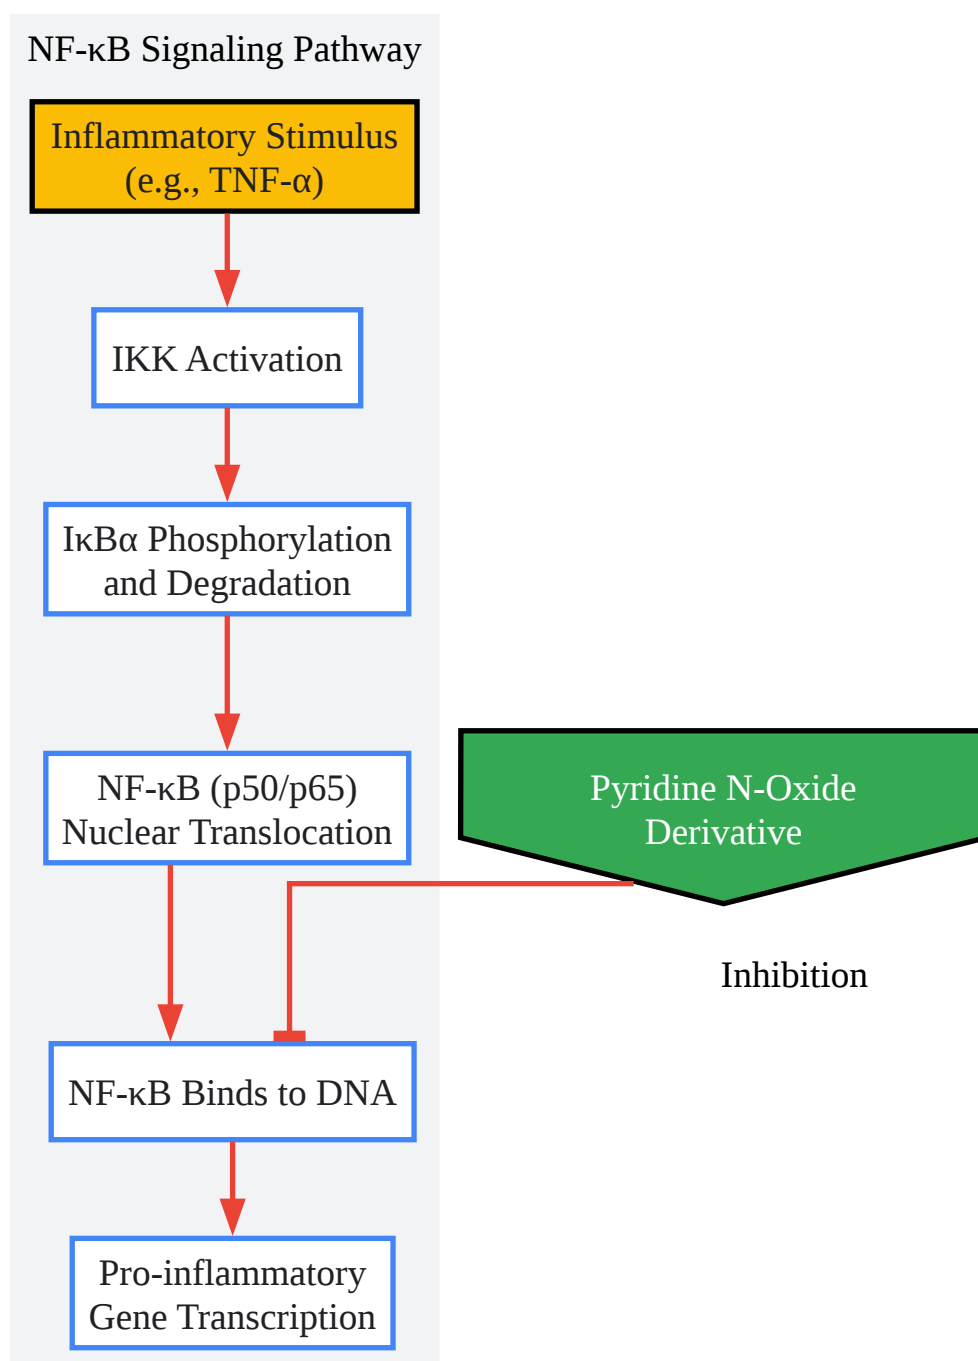 NF-κB Signaling Pathway
Inflammatory Stimulus
(e.g., TNF-α)
IKK Activation
IκBα Phosphorylation
and Degradation
NF-κB (p50/p65)
Nuclear Translocation
Pyridine N-Oxide
Derivative
Inhibition
NF-κB Binds to DNA
Pro-inflammatory
Gene Transcription